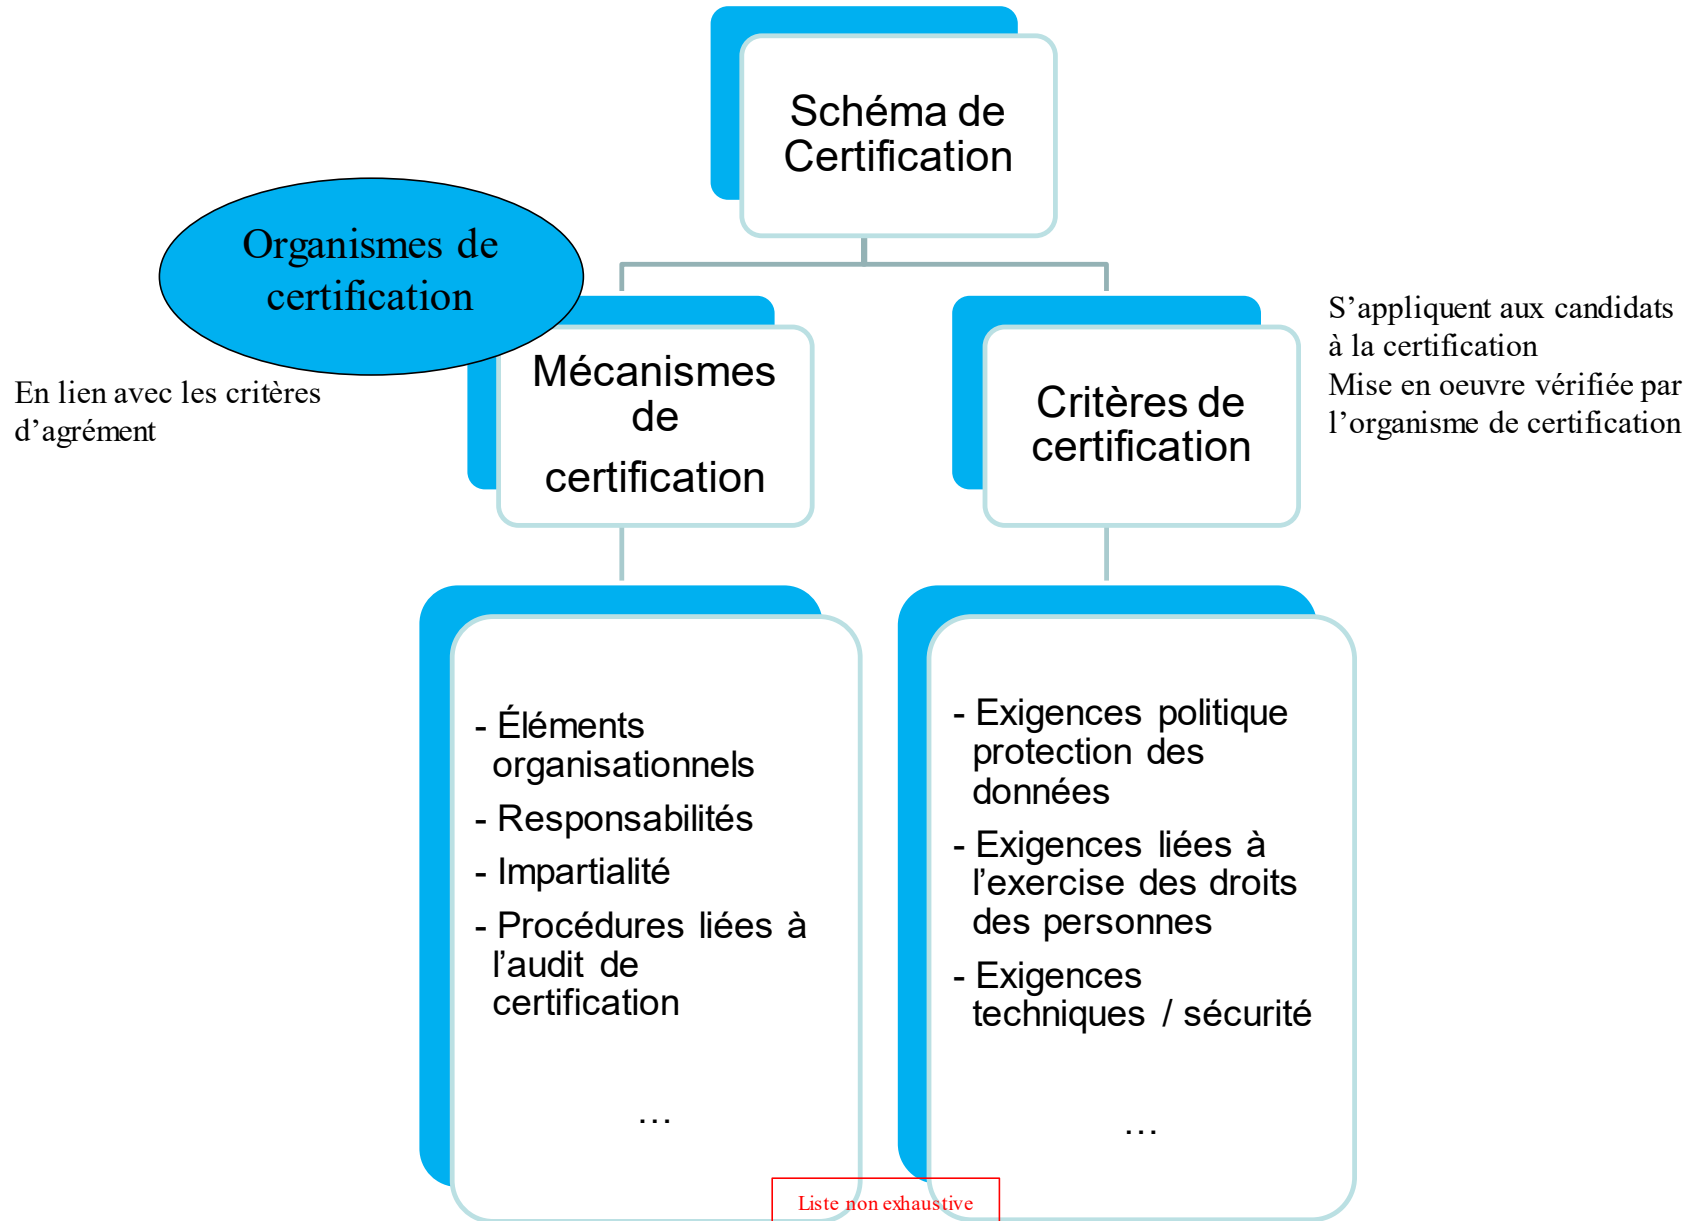 Schéma de
Certification
Organismes de
certification
En lien avec les critères
d’agrément
Mécanismes
de
certification
Critères de
certification
S’appliquent aux candidats
à la certification
Mise en oeuvre vérifiée par
l’organisme de certification
- Éléments
organisationnels
- Responsabilités
- Impartialité
- Procédures liées à
l’audit de
certification
...
- Exigences politique
protection des
données
- Exigences liées à
l’exercise des droits
des personnes
- Exigences
techniques / sécurité
...
Liste non exhaustive